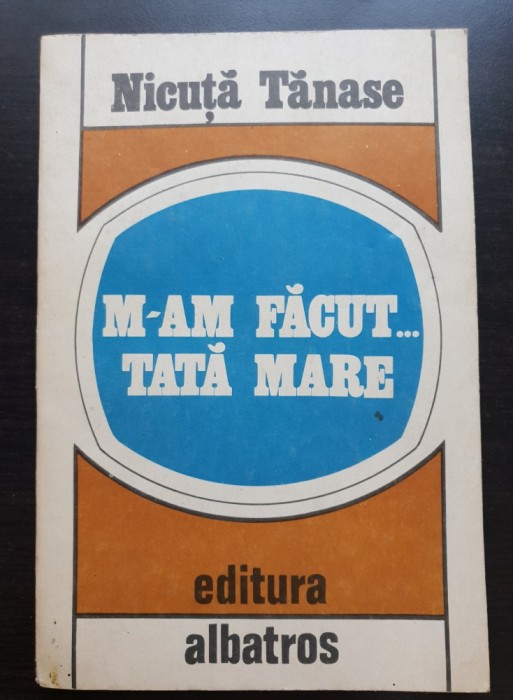 Nicuță Tănase
M-AM FĂCUT...
TATĂ MARE
editura
albatros